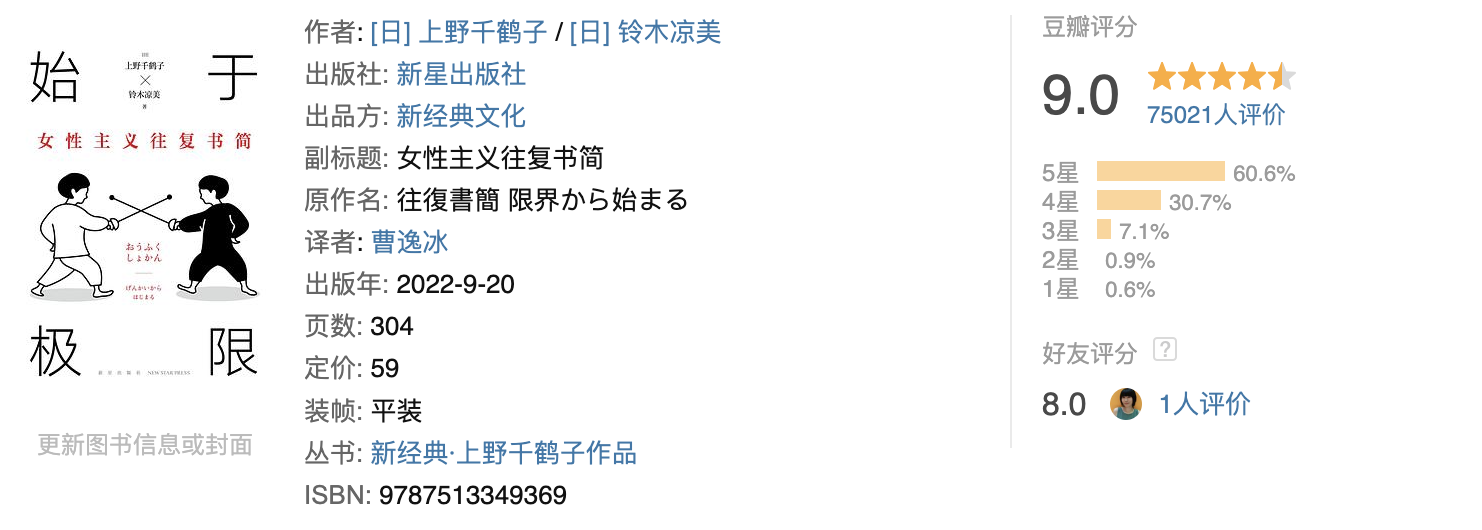 始 于
上野千鹤子
×
铃木凉美
著
女性主义往复书简
おうふく
しょかん
げんかいから
はじまる
极 限
新星出版社 NEW STAR PRESS
更新图书信息或封面
作者: [日] 上野千鹤子 / [日] 铃木凉美
出版社: 新星出版社
出品方: 新经典文化
副标题: 女性主义往复书简
原作名: 往復書簡 限界から始まる
译者: 曹逸冰
出版年: 2022-9-20
页数: 304
定价: 59
装帧: 平装
丛书: 新经典·上野千鹤子作品
ISBN: 9787513349369
豆瓣评分
9.0
75021人评价
5星 60.6%
4星 30.7%
3星 7.1%
2星 0.9%
1星 0.6%
好友评分 ?
8.0 1人评价